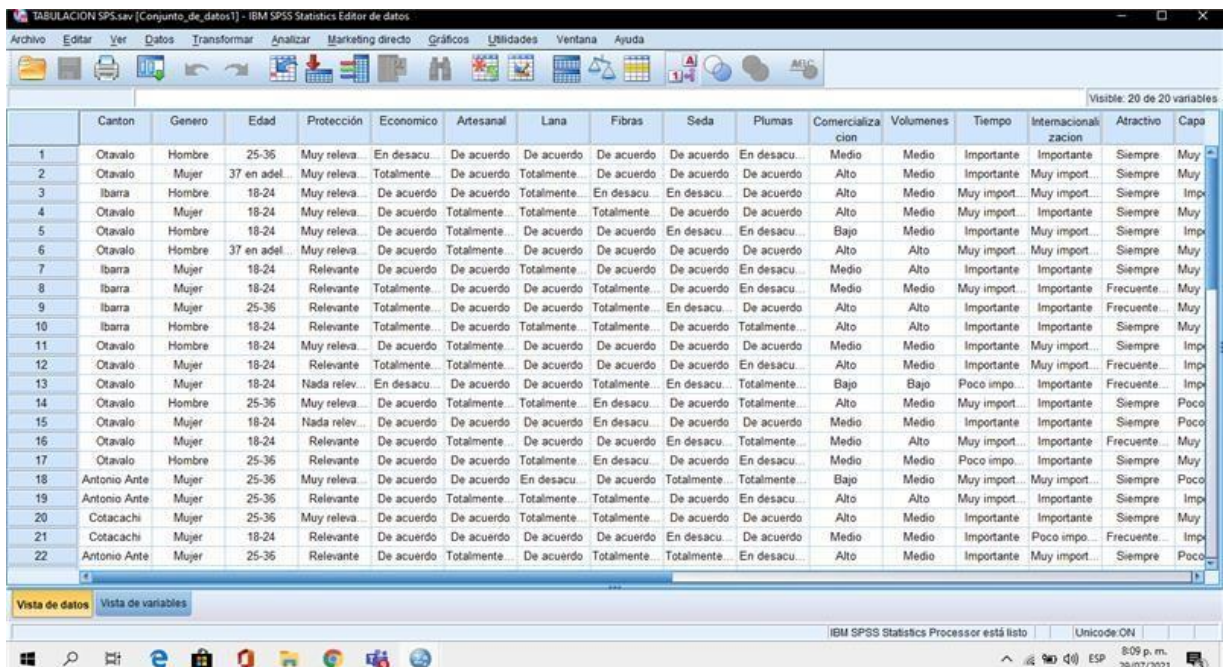 TABULACION SPS.sav [Conjunto_de_datos1] - IBM SPSS Statistics Editor de datos
Archivo Editar Ver Datos Transformar Analizar Marketing directo Gráficos Utilidades Ventana Ayuda
Visible: 20 de 20 variables
Canton Genero Edad Protección Economico Artesanal Lana Fibras Seda Plumas Comercializa cion Volumenes Tiempo Internacionali zacion Atractivo Capa
1 Otavalo Hombre 25-36 Muy releva... En desacu... De acuerdo De acuerdo De acuerdo De acuerdo En desacu... Medio Medio Importante Importante Siempre Muy
2 Otavalo Mujer 37 en adel... Muy releva... Totalmente... De acuerdo Totalmente... De acuerdo De acuerdo De acuerdo Alto Medio Importante Muy import... Siempre Muy
3 Ibarra Hombre 18-24 Muy releva... De acuerdo De acuerdo Totalmente... En desacu... En desacu... De acuerdo Alto Medio Muy import... Muy import... Siempre Impo
4 Otavalo Mujer 18-24 Muy releva... De acuerdo Totalmente... Totalmente... Totalmente... De acuerdo De acuerdo Alto Medio Muy import... Importante Siempre Muy
5 Otavalo Hombre 18-24 Muy releva... De acuerdo Totalmente... De acuerdo De acuerdo En desacu... En desacu... Bajo Medio Importante Muy import... Siempre Impo
6 Otavalo Hombre 37 en adel... Muy releva... De acuerdo Totalmente... De acuerdo De acuerdo De acuerdo De acuerdo Alto Alto Muy import... Muy import... Siempre Muy
7 Ibarra Mujer 18-24 Relevante De acuerdo De acuerdo Totalmente... De acuerdo De acuerdo En desacu... Medio Alto Importante Importante Siempre Muy
8 Ibarra Mujer 18-24 Relevante Totalmente... De acuerdo De acuerdo Totalmente... De acuerdo En desacu... Medio Medio Muy import... Importante Frecuente... Muy
9 Ibarra Mujer 25-36 Relevante Totalmente... De acuerdo De acuerdo Totalmente... En desacu... De acuerdo Alto Alto Importante Importante Frecuente... Muy
10 Ibarra Hombre 18-24 Relevante Totalmente... De acuerdo Totalmente... Totalmente... De acuerdo Totalmente... Alto Alto Importante Importante Siempre Muy
11 Otavalo Hombre 18-24 Muy releva... De acuerdo Totalmente... De acuerdo De acuerdo De acuerdo De acuerdo Medio Medio Importante Muy import... Siempre Impo
12 Otavalo Mujer 18-24 Relevante Totalmente... Totalmente... De acuerdo De acuerdo De acuerdo En desacu... Alto Medio Importante Muy import... Frecuente... Impo
13 Otavalo Mujer 18-24 Nada relev... En desacu... De acuerdo De acuerdo Totalmente... En desacu... Totalmente... Bajo Bajo Poco impo... Importante Frecuente... Impo
14 Otavalo Hombre 25-36 Muy releva... De acuerdo Totalmente... Totalmente... En desacu... De acuerdo Totalmente... Alto Medio Muy import... Importante Siempre Poco
15 Otavalo Mujer 18-24 Nada relev... De acuerdo De acuerdo De acuerdo En desacu... De acuerdo De acuerdo Medio Medio Importante Importante Siempre Poco
16 Otavalo Mujer 18-24 Relevante De acuerdo Totalmente... De acuerdo De acuerdo En desacu... Totalmente... Medio Alto Muy import... Importante Frecuente... Muy
17 Otavalo Hombre 25-36 Relevante De acuerdo De acuerdo Totalmente... En desacu... De acuerdo En desacu... Medio Medio Poco impo... Importante Siempre Muy
18 Antonio Ante Mujer 25-36 Muy releva... De acuerdo De acuerdo En desacu... De acuerdo Totalmente... Totalmente... Bajo Medio Muy import... Muy import... Siempre Poco
19 Antonio Ante Mujer 25-36 Relevante De acuerdo Totalmente... Totalmente... Totalmente... De acuerdo En desacu... Alto Alto Muy import... Importante Siempre Impo
20 Cotacachi Mujer 25-36 Muy releva... De acuerdo De acuerdo Totalmente... Totalmente... De acuerdo De acuerdo Alto Medio Importante Importante Siempre Muy
21 Cotacachi Mujer 18-24 Relevante De acuerdo De acuerdo De acuerdo De acuerdo En desacu... De acuerdo Medio Medio Importante Poco impo... Frecuente... Impo
22 Antonio Ante Mujer 25-36 Relevante De acuerdo Totalmente... De acuerdo Totalmente... Totalmente... En desacu... Alto Medio Importante Muy import... Siempre Poco
Vista de datos Vista de variables
IBM SPSS Statistics Processor está listo Unicode:ON
ESP 8:09 p. m.
29/07/2021